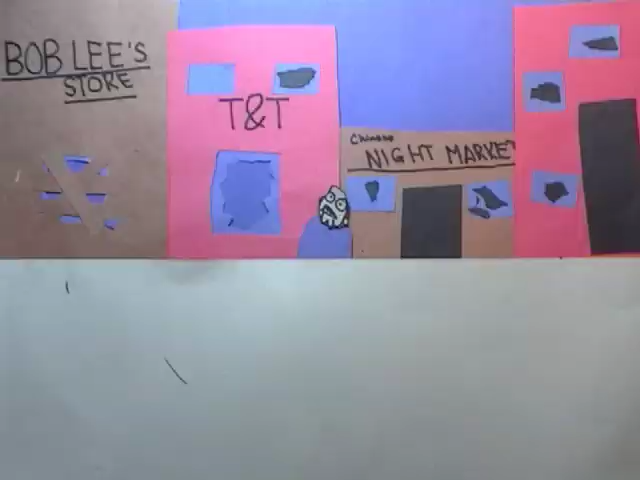 BOB LEE'S
STORE
T&T
Chinese
NIGHT MARKET